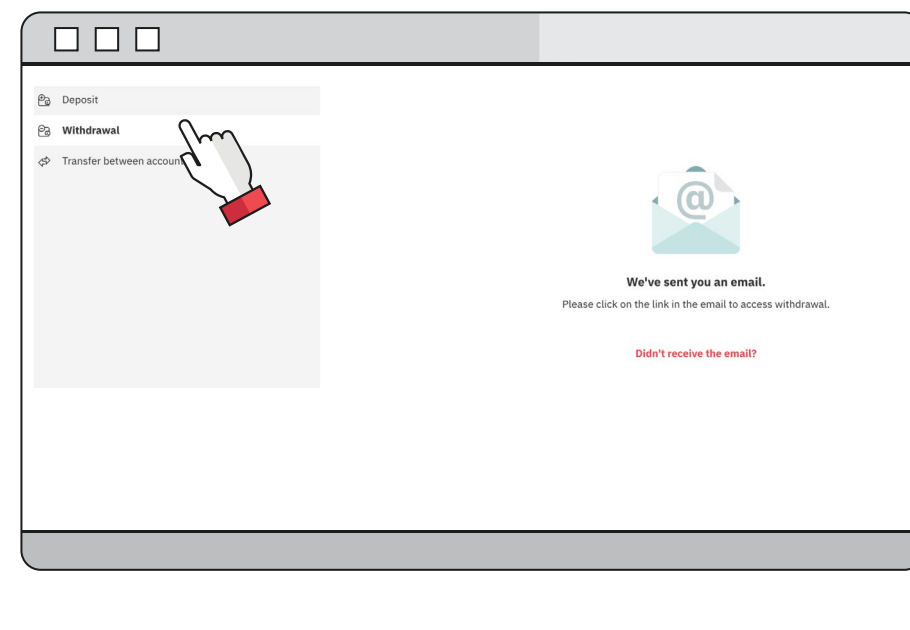 Deposit
Withdrawal
Transfer between accoun
We've sent you an email.
Please click on the link in the email to access withdrawal.
Didn't receive the email?